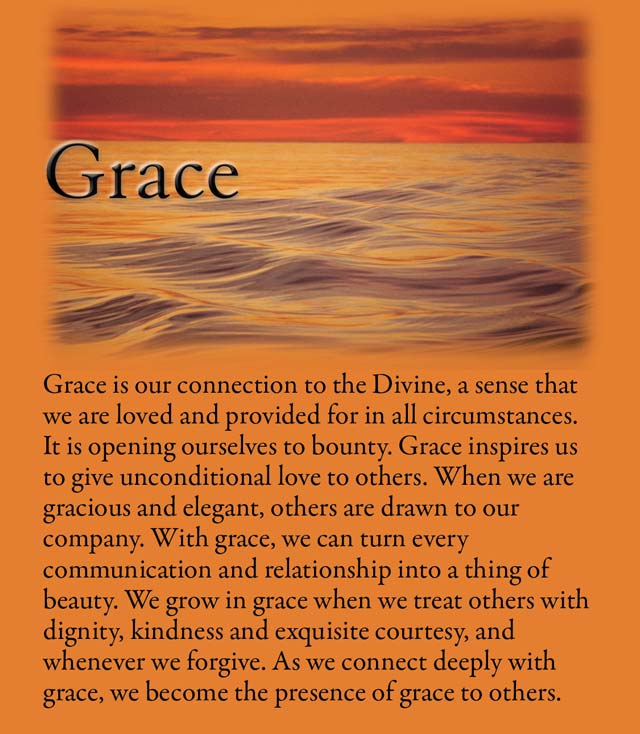 Grace
Grace is our connection to the Divine, a sense that
we are loved and provided for in all circumstances.
It is opening ourselves to bounty. Grace inspires us
to give unconditional love to others. When we are
gracious and elegant, others are drawn to our
company. With grace, we can turn every
communication and relationship into a thing of
beauty. We grow in grace when we treat others with
dignity, kindness and exquisite courtesy, and
whenever we forgive. As we connect deeply with
grace, we become the presence of grace to others.